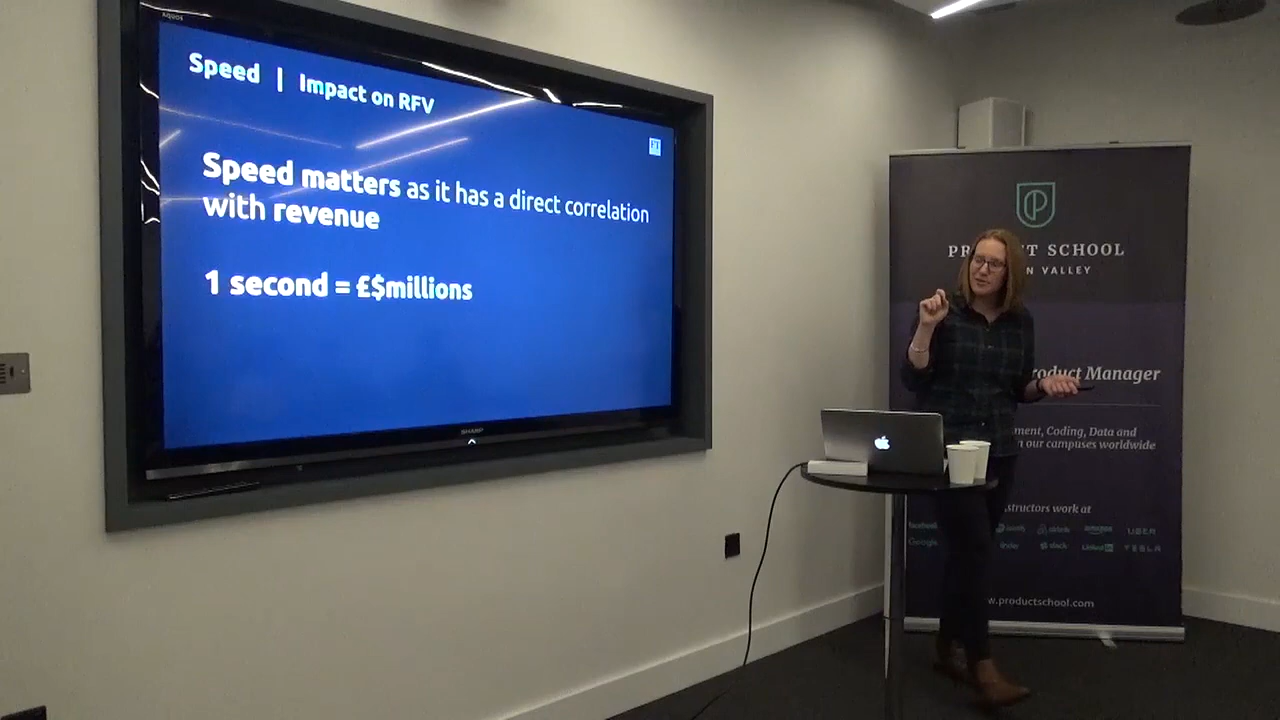 AQUOS
Speed | Impact on RFV
FT
Speed matters as it has a direct correlation
with revenue
1 second = £$millions
SHARP
PRODUCT SCHOOL
N VALLEY
roduct Manager
ment, Coding, Data and
our campuses worldwide
structors work at
facebook airbnb amazon UBER
Google slack LinkedIn TESLA
w.productschool.com